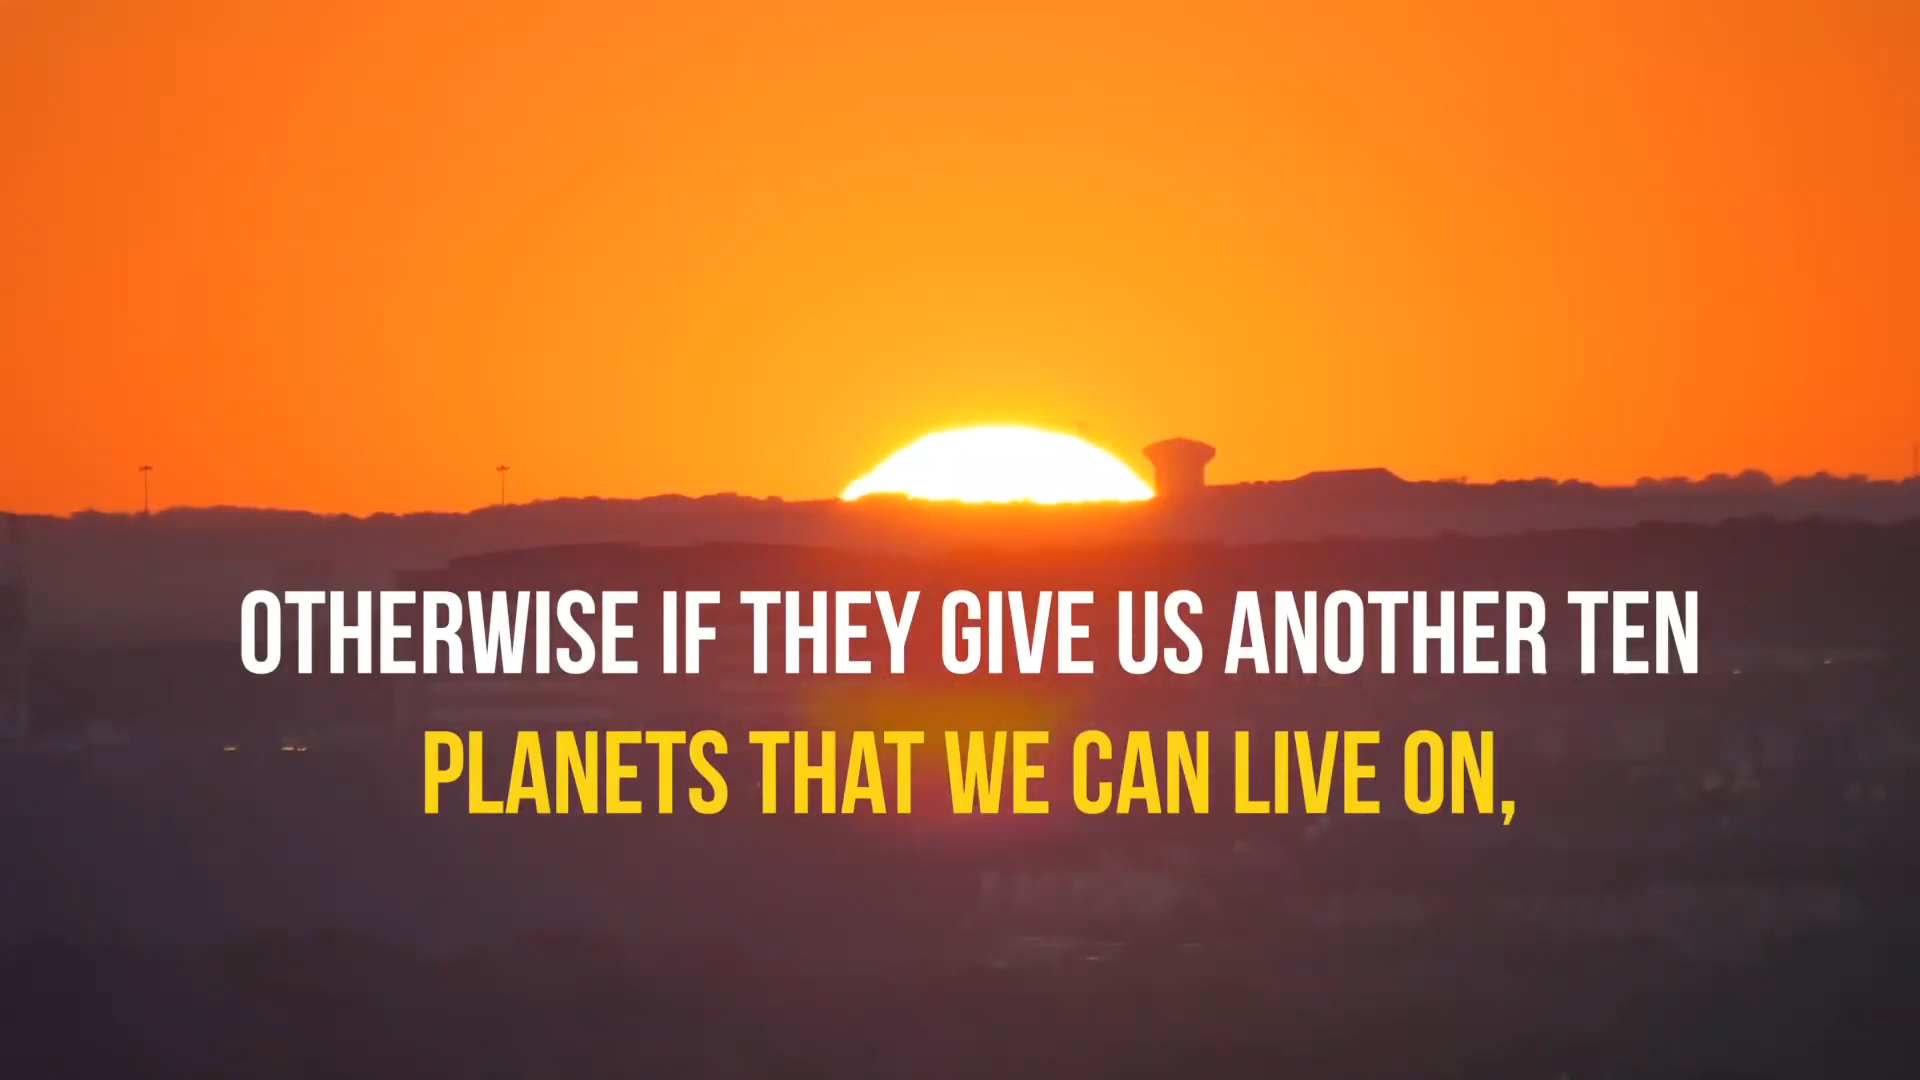 OTHERWISE IF THEY GIVE US ANOTHER TEN
PLANETS THAT WE CAN LIVE ON,